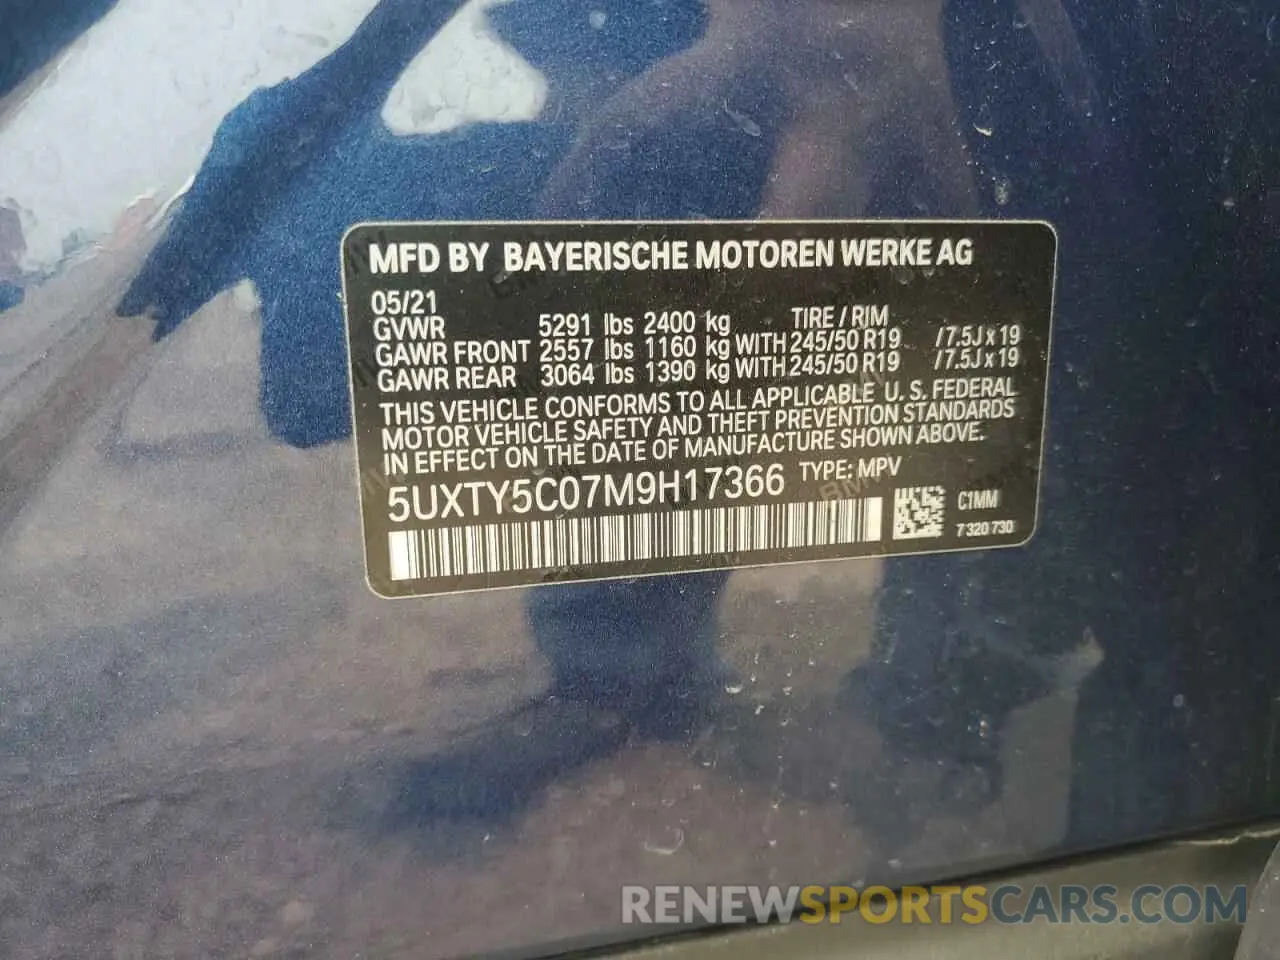 MFD BY BAYERISCHE MOTOREN WERKE AG
05/21 TIRE / RIM
GVWR 5291 lbs 2400 kg
GAWR FRONT 2557 lbs 1160 kg WITH 245/50 R19 /7.5J x 19
GAWR REAR 3064 lbs 1390 kg WITH 245/50 R19 /7.5J x 19
THIS VEHICLE CONFORMS TO ALL APPLICABLE U. S. FEDERAL
MOTOR VEHICLE SAFETY AND THEFT PREVENTION STANDARDS
IN EFFECT ON THE DATE OF MANUFACTURE SHOWN ABOVE.
5UXTY5C07M9H17366 TYPE: MPV
C1MM
7 320 730
RENEWSPORTSCARS.COM